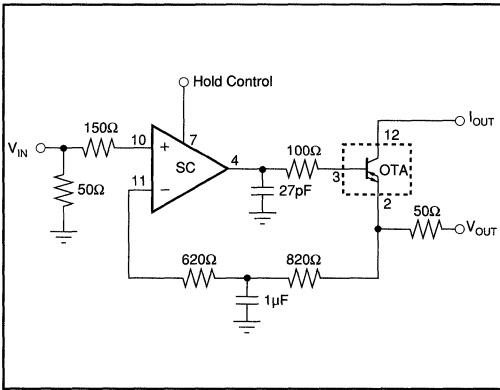 Hold Control
I_OUT
150Ω
10
+
7
12
V_IN
SC
4
100Ω
OTA
3
11
−
50Ω
27pF
2
50Ω
V_OUT
620Ω
820Ω
1µF